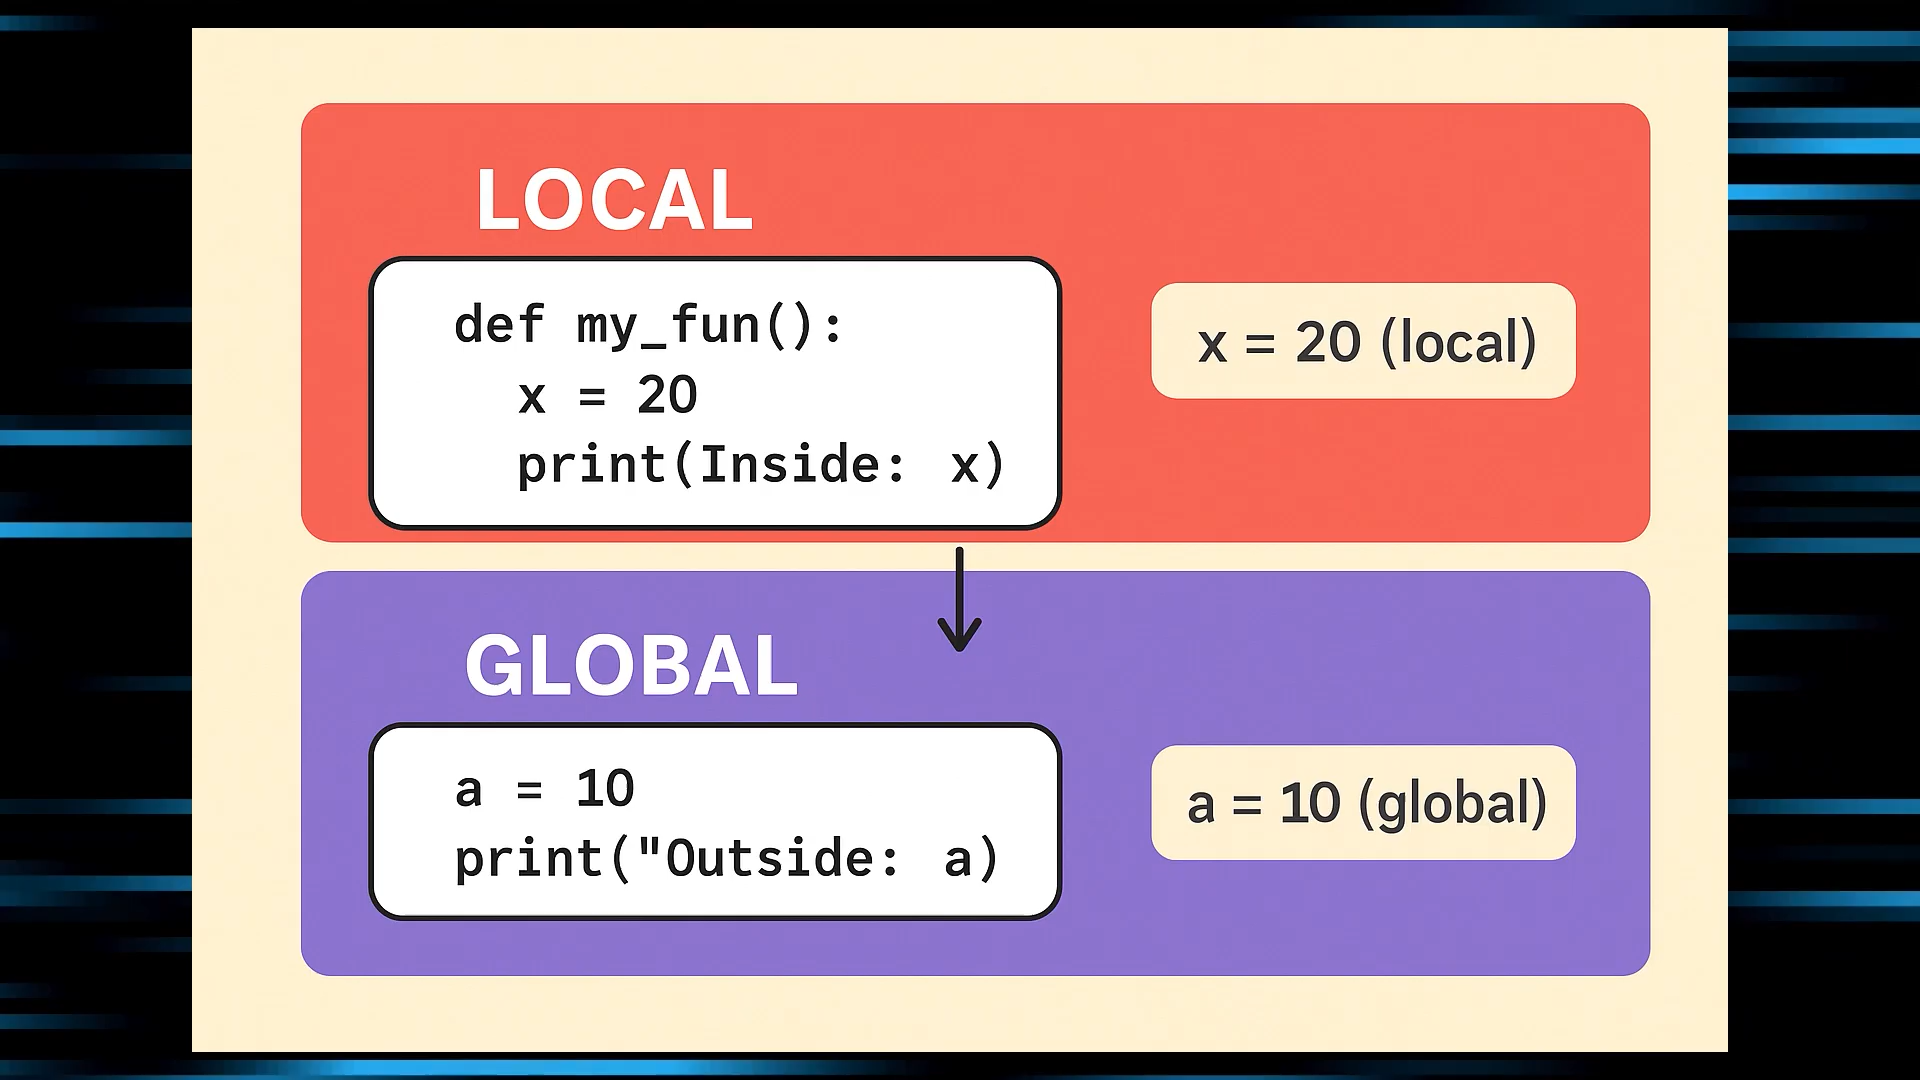 LOCAL
def my_fun():
x = 20
print(Inside: x)
x = 20 (local)
GLOBAL
a = 10
print("Outside: a)
a = 10 (global)